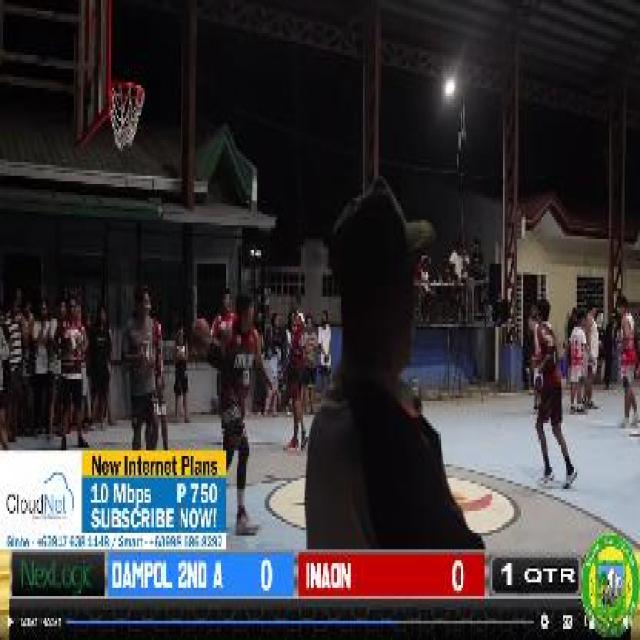 New Internet Plans
CloudNet
10 Mbps ₱ 750
SUBSCRIBE NOW!
NexLogic
DAMPOL 2ND A 0
INAON 0
1 QTR